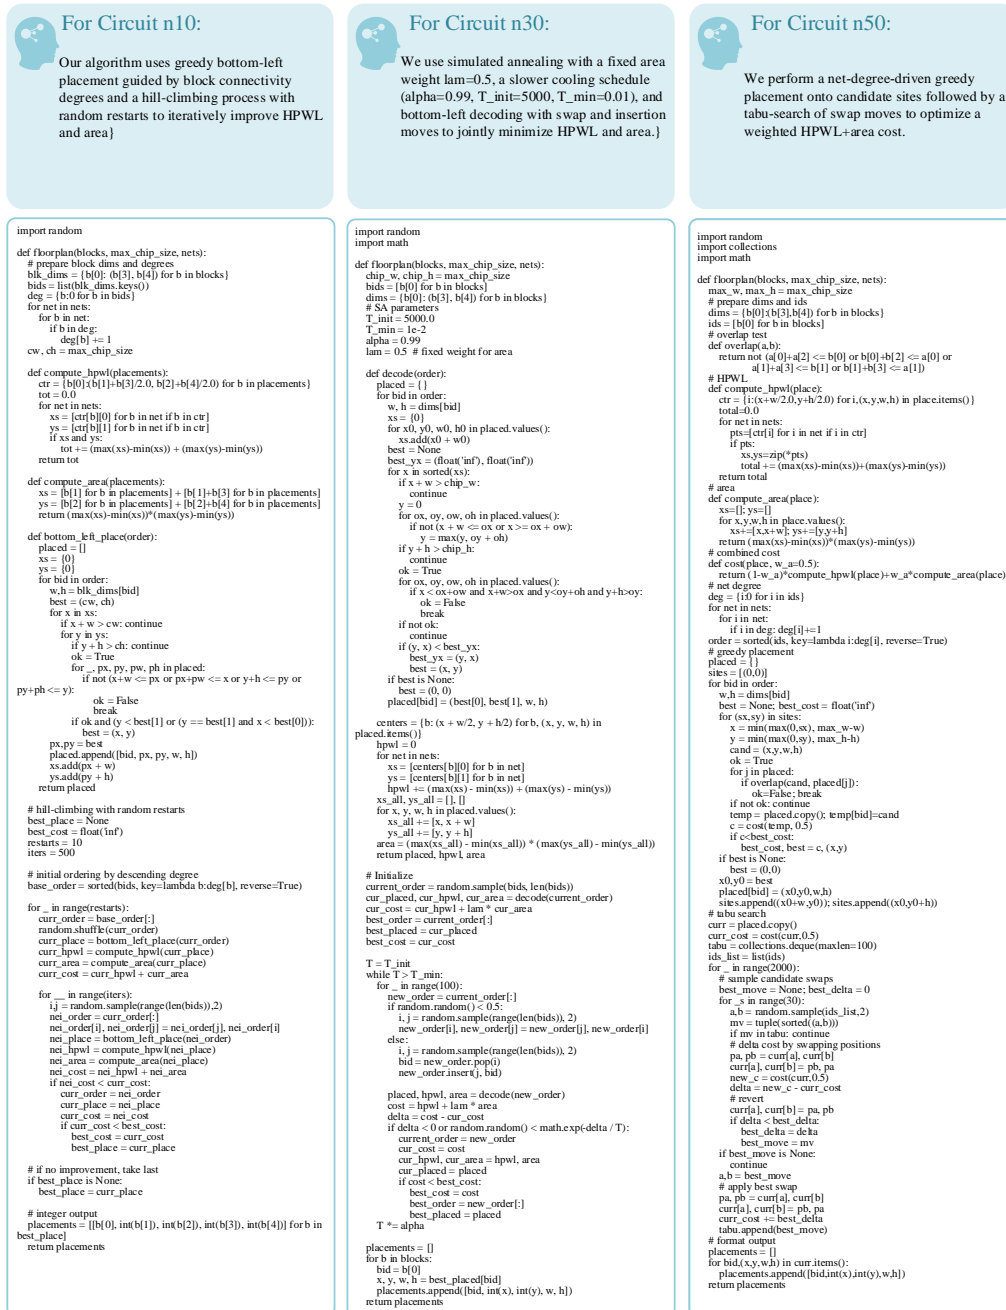 For Circuit n10:
Our algorithm uses greedy bottom-left
placement guided by block connectivity
degrees and a hill-climbing process with
random restarts to iteratively improve HPWL
and area}
import random
def floorplan(blocks, max_chip_size, nets):
# prepare block dims and degrees
blk_dims = {b[0]: (b[3], b[4]) for b in blocks}
bids = list(blk_dims.keys())
deg = {b:0 for b in bids}
for net in nets:
for b in net:
if b in deg:
deg[b] += 1
cw, ch = max_chip_size
def compute_hpwl(placements):
ctr = {b[0]:(b[1]+b[3]/2.0, b[2]+b[4]/2.0) for b in placements}
tot = 0.0
for net in nets:
xs = [ctr[b][0] for b in net if b in ctr]
ys = [ctr[b][1] for b in net if b in ctr]
if xs and ys:
tot += (max(xs)-min(xs)) + (max(ys)-min(ys))
return tot
def compute_area(placements):
xs = [b[1] for b in placements] + [b[1]+b[3] for b in placements]
ys = [b[2] for b in placements] + [b[2]+b[4] for b in placements]
return (max(xs)-min(xs))*(max(ys)-min(ys))
def bottom_left_place(order):
placed = []
xs = {0}
ys = {0}
for bid in order:
w,h = blk_dims[bid]
best = (cw, ch)
for x in xs:
if x + w > cw: continue
for y in ys:
if y + h > ch: continue
ok = True
for _, px, py, pw, ph in placed:
if not (x+w <= px or px+pw <= x or y+h <= py or
py+ph <= y):
ok = False
break
if ok and (y < best[1] or (y == best[1] and x < best[0])):
best = (x, y)
px,py = best
placed.append([bid, px, py, w, h])
xs.add(px + w)
ys.add(py + h)
return placed
# hill-climbing with random restarts
best_place = None
best_cost = float('inf')
restarts = 10
iters = 500
# initial ordering by descending degree
base_order = sorted(bids, key=lambda b:deg[b], reverse=True)
for _ in range(restarts):
curr_order = base_order[:]
random.shuffle(curr_order)
curr_place = bottom_left_place(curr_order)
curr_hpwl = compute_hpwl(curr_place)
curr_area = compute_area(curr_place)
curr_cost = curr_hpwl + curr_area
for __ in range(iters):
i,j = random.sample(range(len(bids)),2)
nei_order = curr_order[:]
nei_order[i], nei_order[j] = nei_order[j], nei_order[i]
nei_place = bottom_left_place(nei_order)
nei_hpwl = compute_hpwl(nei_place)
nei_area = compute_area(nei_place)
nei_cost = nei_hpwl + nei_area
if nei_cost < curr_cost:
curr_order = nei_order
curr_place = nei_place
curr_cost = nei_cost
if curr_cost < best_cost:
best_cost = curr_cost
best_place = curr_place
# if no improvement, take last
if best_place is None:
best_place = curr_place
# integer output
placements = [[b[0], int(b[1]), int(b[2]), int(b[3]), int(b[4])] for b in
best_place]
return placements
For Circuit n30:
We use simulated annealing with a fixed area
weight lam=0.5, a slower cooling schedule
(alpha=0.99, T_init=5000, T_min=0.01), and
bottom-left decoding with swap and insertion
moves to jointly minimize HPWL and area.}
import random
import math
def floorplan(blocks, max_chip_size, nets):
chip_w, chip_h = max_chip_size
bids = [b[0] for b in blocks]
dims = {b[0]: (b[3], b[4]) for b in blocks}
# SA parameters
T_init = 5000.0
T_min = 1e-2
alpha = 0.99
lam = 0.5 # fixed weight for area
def decode(order):
placed = { }
for bid in order:
w, h = dims[bid]
xs = {0}
for x0, y0, w0, h0 in placed.values():
xs.add(x0 + w0)
best = None
best_yx = (float('inf'), float('inf'))
for x in sorted(xs):
if x + w > chip_w:
continue
y = 0
for ox, oy, ow, oh in placed.values():
if not (x + w <= ox or x >= ox + ow):
y = max(y, oy + oh)
if y + h > chip_h:
continue
ok = True
for ox, oy, ow, oh in placed.values():
if x < ox+ow and x+w>ox and y<oy+oh and y+h>oy:
ok = False
break
if not ok:
continue
if (y, x) < best_yx:
best_yx = (y, x)
best = (x, y)
if best is None:
best = (0, 0)
placed[bid] = (best[0], best[1], w, h)
centers = {b: (x + w/2, y + h/2) for b, (x, y, w, h) in
placed.items()}
hpwl = 0
for net in nets:
xs = [centers[b][0] for b in net]
ys = [centers[b][1] for b in net]
hpwl += (max(xs) - min(xs)) + (max(ys) - min(ys))
xs_all, ys_all = [], []
for x, y, w, h in placed.values():
xs_all += [x, x + w]
ys_all += [y, y + h]
area = (max(xs_all) - min(xs_all)) * (max(ys_all) - min(ys_all))
return placed, hpwl, area
# Initialize
current_order = random.sample(bids, len(bids))
cur_placed, cur_hpwl, cur_area = decode(current_order)
cur_cost = cur_hpwl + lam * cur_area
best_order = current_order[:]
best_placed = cur_placed
best_cost = cur_cost
T = T_init
while T > T_min:
for _ in range(100):
new_order = current_order[:]
if random.random() < 0.5:
i, j = random.sample(range(len(bids)), 2)
new_order[i], new_order[j] = new_order[j], new_order[i]
else:
i, j = random.sample(range(len(bids)), 2)
bid = new_order.pop(i)
new_order.insert(j, bid)
placed, hpwl, area = decode(new_order)
cost = hpwl + lam * area
delta = cost - cur_cost
if delta < 0 or random.random() < math.exp(-delta / T):
current_order = new_order
cur_cost = cost
cur_hpwl, cur_area = hpwl, area
cur_placed = placed
if cost < best_cost:
best_cost = cost
best_order = new_order[:]
best_placed = placed
T *= alpha
placements = []
for b in blocks:
bid = b[0]
x, y, w, h = best_placed[bid]
placements.append([bid, int(x), int(y), w, h])
return placements
For Circuit n50:
We perform a net-degree-driven greedy
placement onto candidate sites followed by a
tabu-search of swap moves to optimize a
weighted HPWL+area cost.
import random
import collections
import math
def floorplan(blocks, max_chip_size, nets):
max_w, max_h = max_chip_size
# prepare dims and ids
dims = {b[0]:(b[3],b[4]) for b in blocks}
ids = [b[0] for b in blocks]
# overlap test
def overlap(a,b):
return not (a[0]+a[2] <= b[0] or b[0]+b[2] <= a[0] or
a[1]+a[3] <= b[1] or b[1]+b[3] <= a[1])
# HPWL
def compute_hpwl(place):
ctr = {i:(x+w/2.0,y+h/2.0) for i,(x,y,w,h) in place.items()}
total=0.0
for net in nets:
pts=[ctr[i] for i in net if i in ctr]
if pts:
xs,ys=zip(*pts)
total += (max(xs)-min(xs))+(max(ys)-min(ys))
return total
# area
def compute_area(place):
xs=[]; ys=[]
for x,y,w,h in place.values():
xs+=[x,x+w]; ys+=[y,y+h]
return (max(xs)-min(xs))*(max(ys)-min(ys))
# combined cost
def cost(place, w_a=0.5):
return (1-w_a)*compute_hpwl(place)+w_a*compute_area(place)
# net degree
deg = {i:0 for i in ids}
for net in nets:
for i in net:
if i in deg: deg[i]+=1
order = sorted(ids, key=lambda i:deg[i], reverse=True)
# greedy placement
placed = { }
sites = [(0,0)]
for bid in order:
w,h = dims[bid]
best = None; best_cost = float('inf')
for (sx,sy) in sites:
x = min(max(0,sx), max_w-w)
y = min(max(0,sy), max_h-h)
cand = (x,y,w,h)
ok = True
for j in placed:
if overlap(cand, placed[j]):
ok=False; break
if not ok: continue
temp = placed.copy(); temp[bid]=cand
c = cost(temp, 0.5)
if c<best_cost:
best_cost, best = c, (x,y)
if best is None:
best = (0,0)
x0,y0 = best
placed[bid] = (x0,y0,w,h)
sites.append((x0+w,y0)); sites.append((x0,y0+h))
# tabu search
curr = placed.copy()
curr_cost = cost(curr,0.5)
tabu = collections.deque(maxlen=100)
ids_list = list(ids)
for _ in range(2000):
# sample candidate swaps
best_move = None; best_delta = 0
for _s in range(30):
a,b = random.sample(ids_list,2)
mv = tuple(sorted((a,b)))
if mv in tabu: continue
# delta cost by swapping positions
pa, pb = curr[a], curr[b]
curr[a], curr[b] = pb, pa
new_c = cost(curr,0.5)
delta = new_c - curr_cost
# revert
curr[a], curr[b] = pa, pb
if delta < best_delta:
best_delta = delta
best_move = mv
if best_move is None:
continue
a,b = best_move
# apply best swap
pa, pb = curr[a], curr[b]
curr[a], curr[b] = pb, pa
curr_cost += best_delta
tabu.append(best_move)
# format output
placements = []
for bid,(x,y,w,h) in curr.items():
placements.append([bid,int(x),int(y),w,h])
return placements